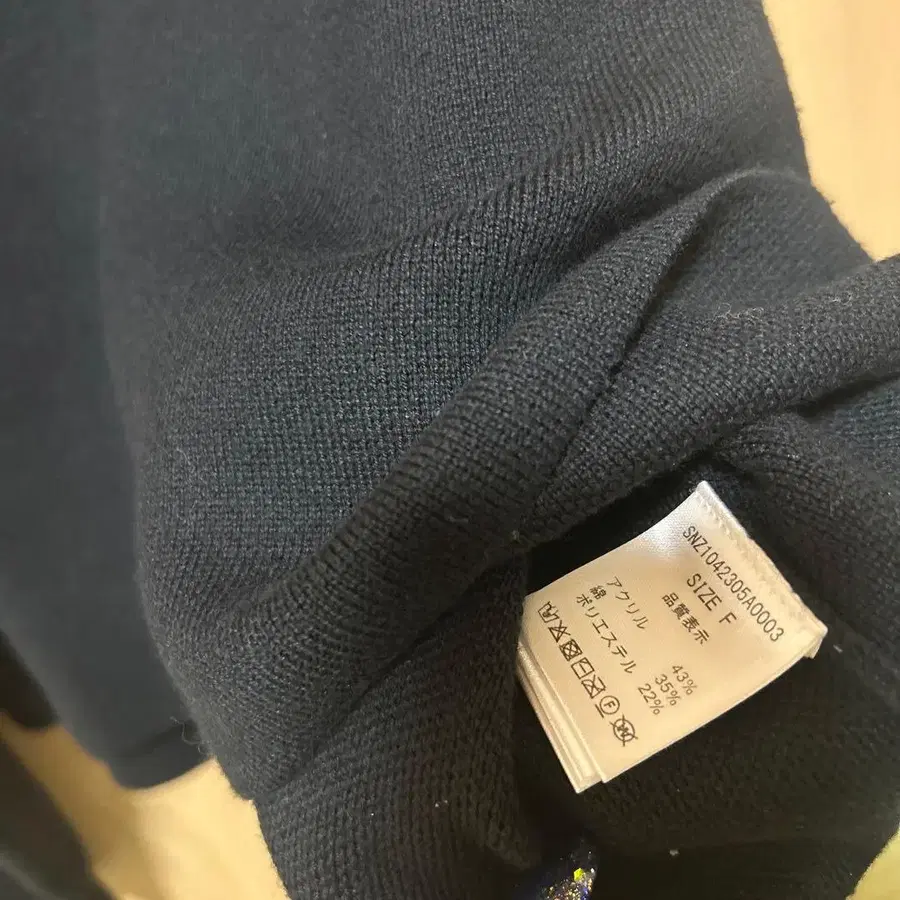 SNZ1042305A0003
SIZE F
品質表示
アクリル 43%
綿 35%
ポリエステル 22%